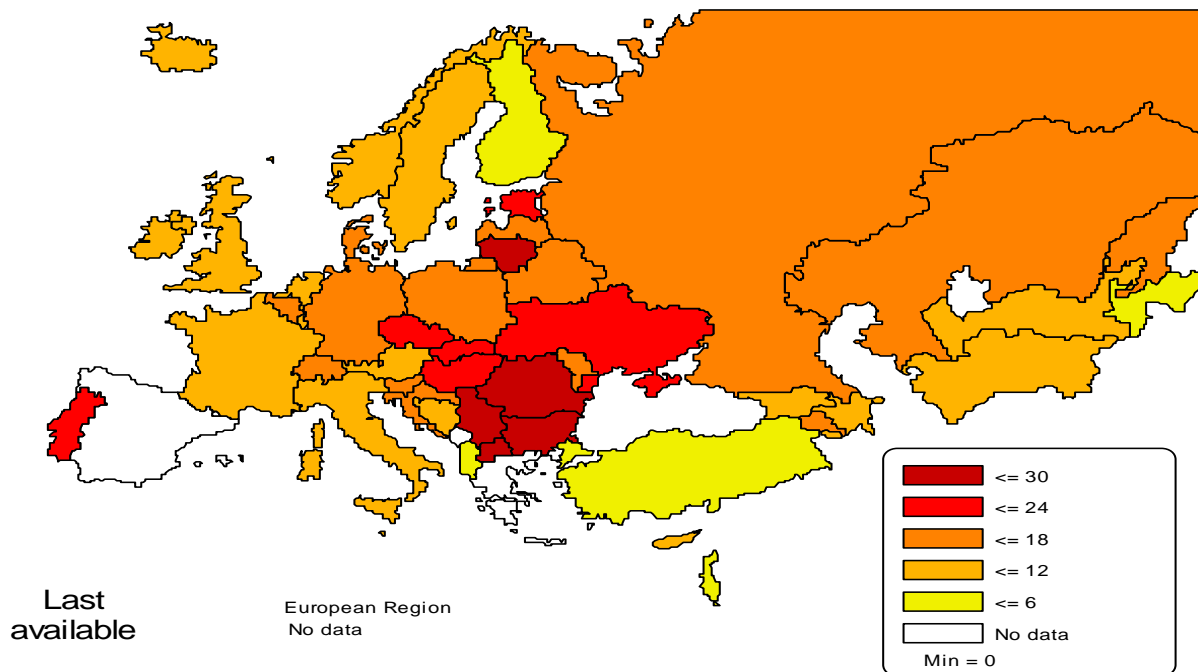 <= 30
<= 24
<= 18
<= 12
<= 6
No data
Min = 0
Last
available
European Region
No data